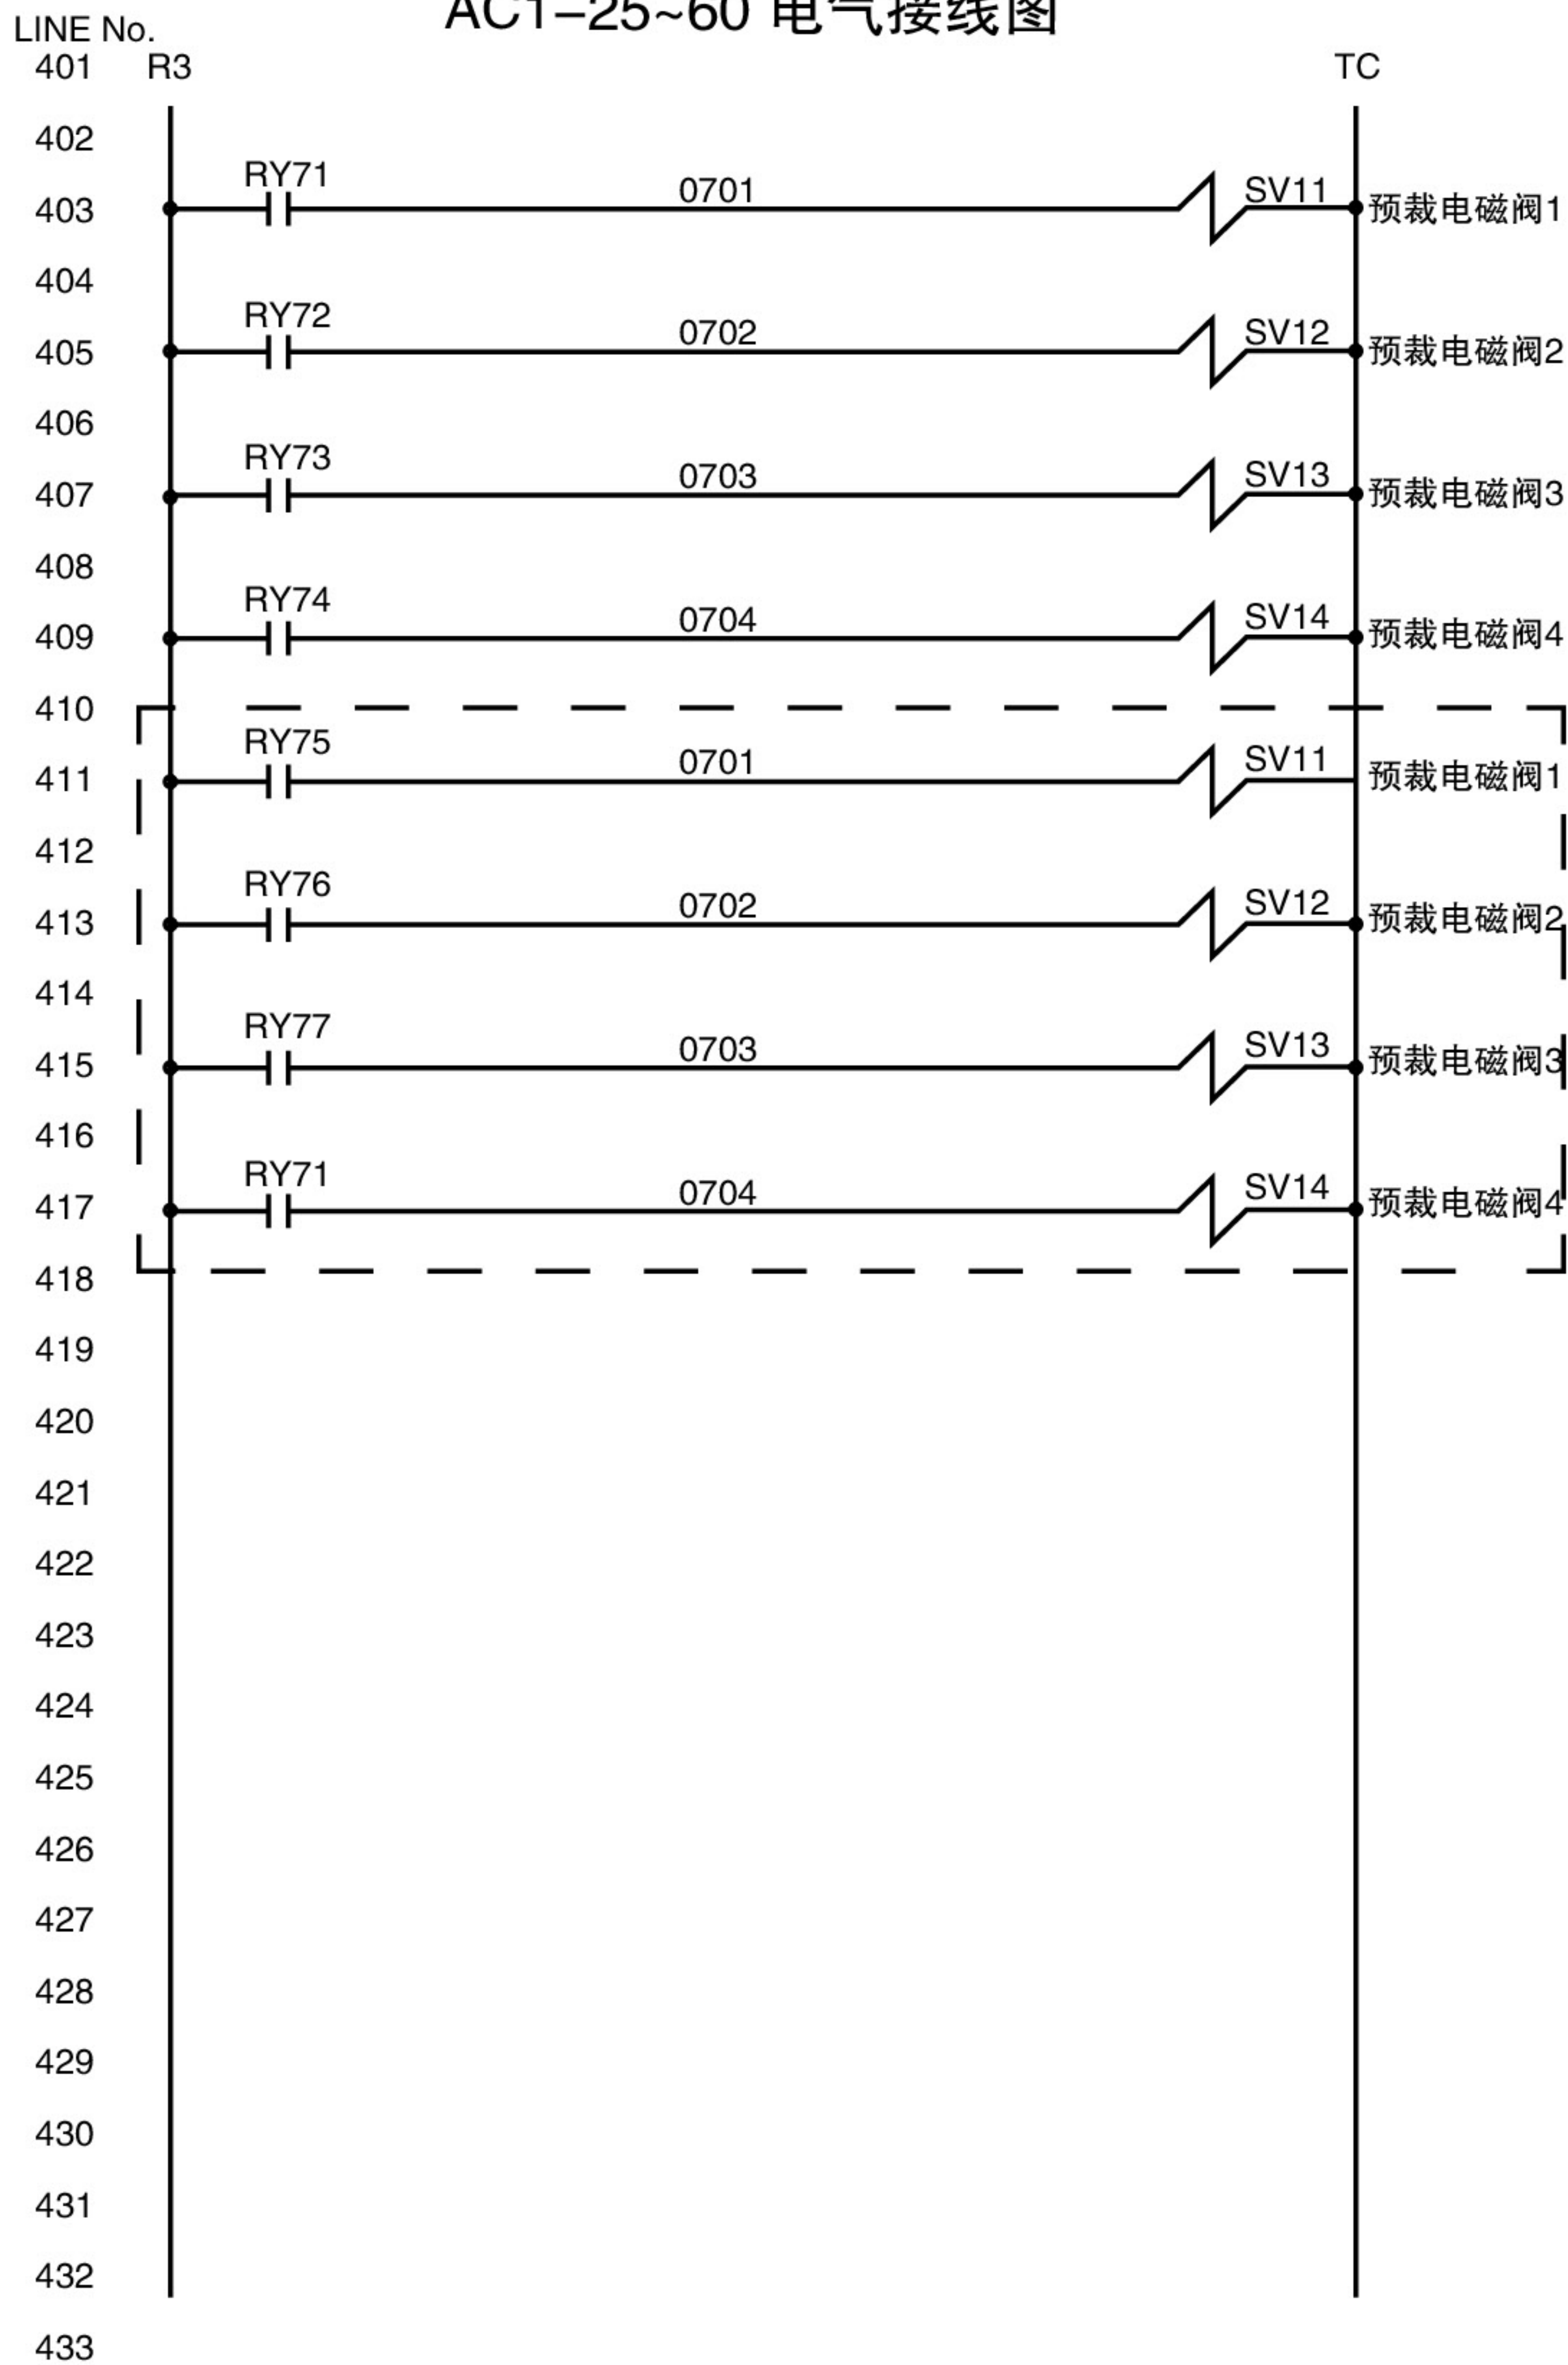 AC1-25~60 电气接线图
LINE No.
401 R3 TC
402
RY71 0701 SV11
403 预裁电磁阀1
404
RY72 0702 SV12
405 预裁电磁阀2
406
RY73 0703 SV13
407 预裁电磁阀3
408
RY74 0704 SV14
409 预裁电磁阀4
410
RY75 0701 SV11
411 预裁电磁阀1
412
RY76 0702 SV12
413 预裁电磁阀2
414
RY77 0703 SV13
415 预裁电磁阀3
416
RY71 0704 SV14
417 预裁电磁阀4
418
419
420
421
422
423
424
425
426
427
428
429
430
431
432
433